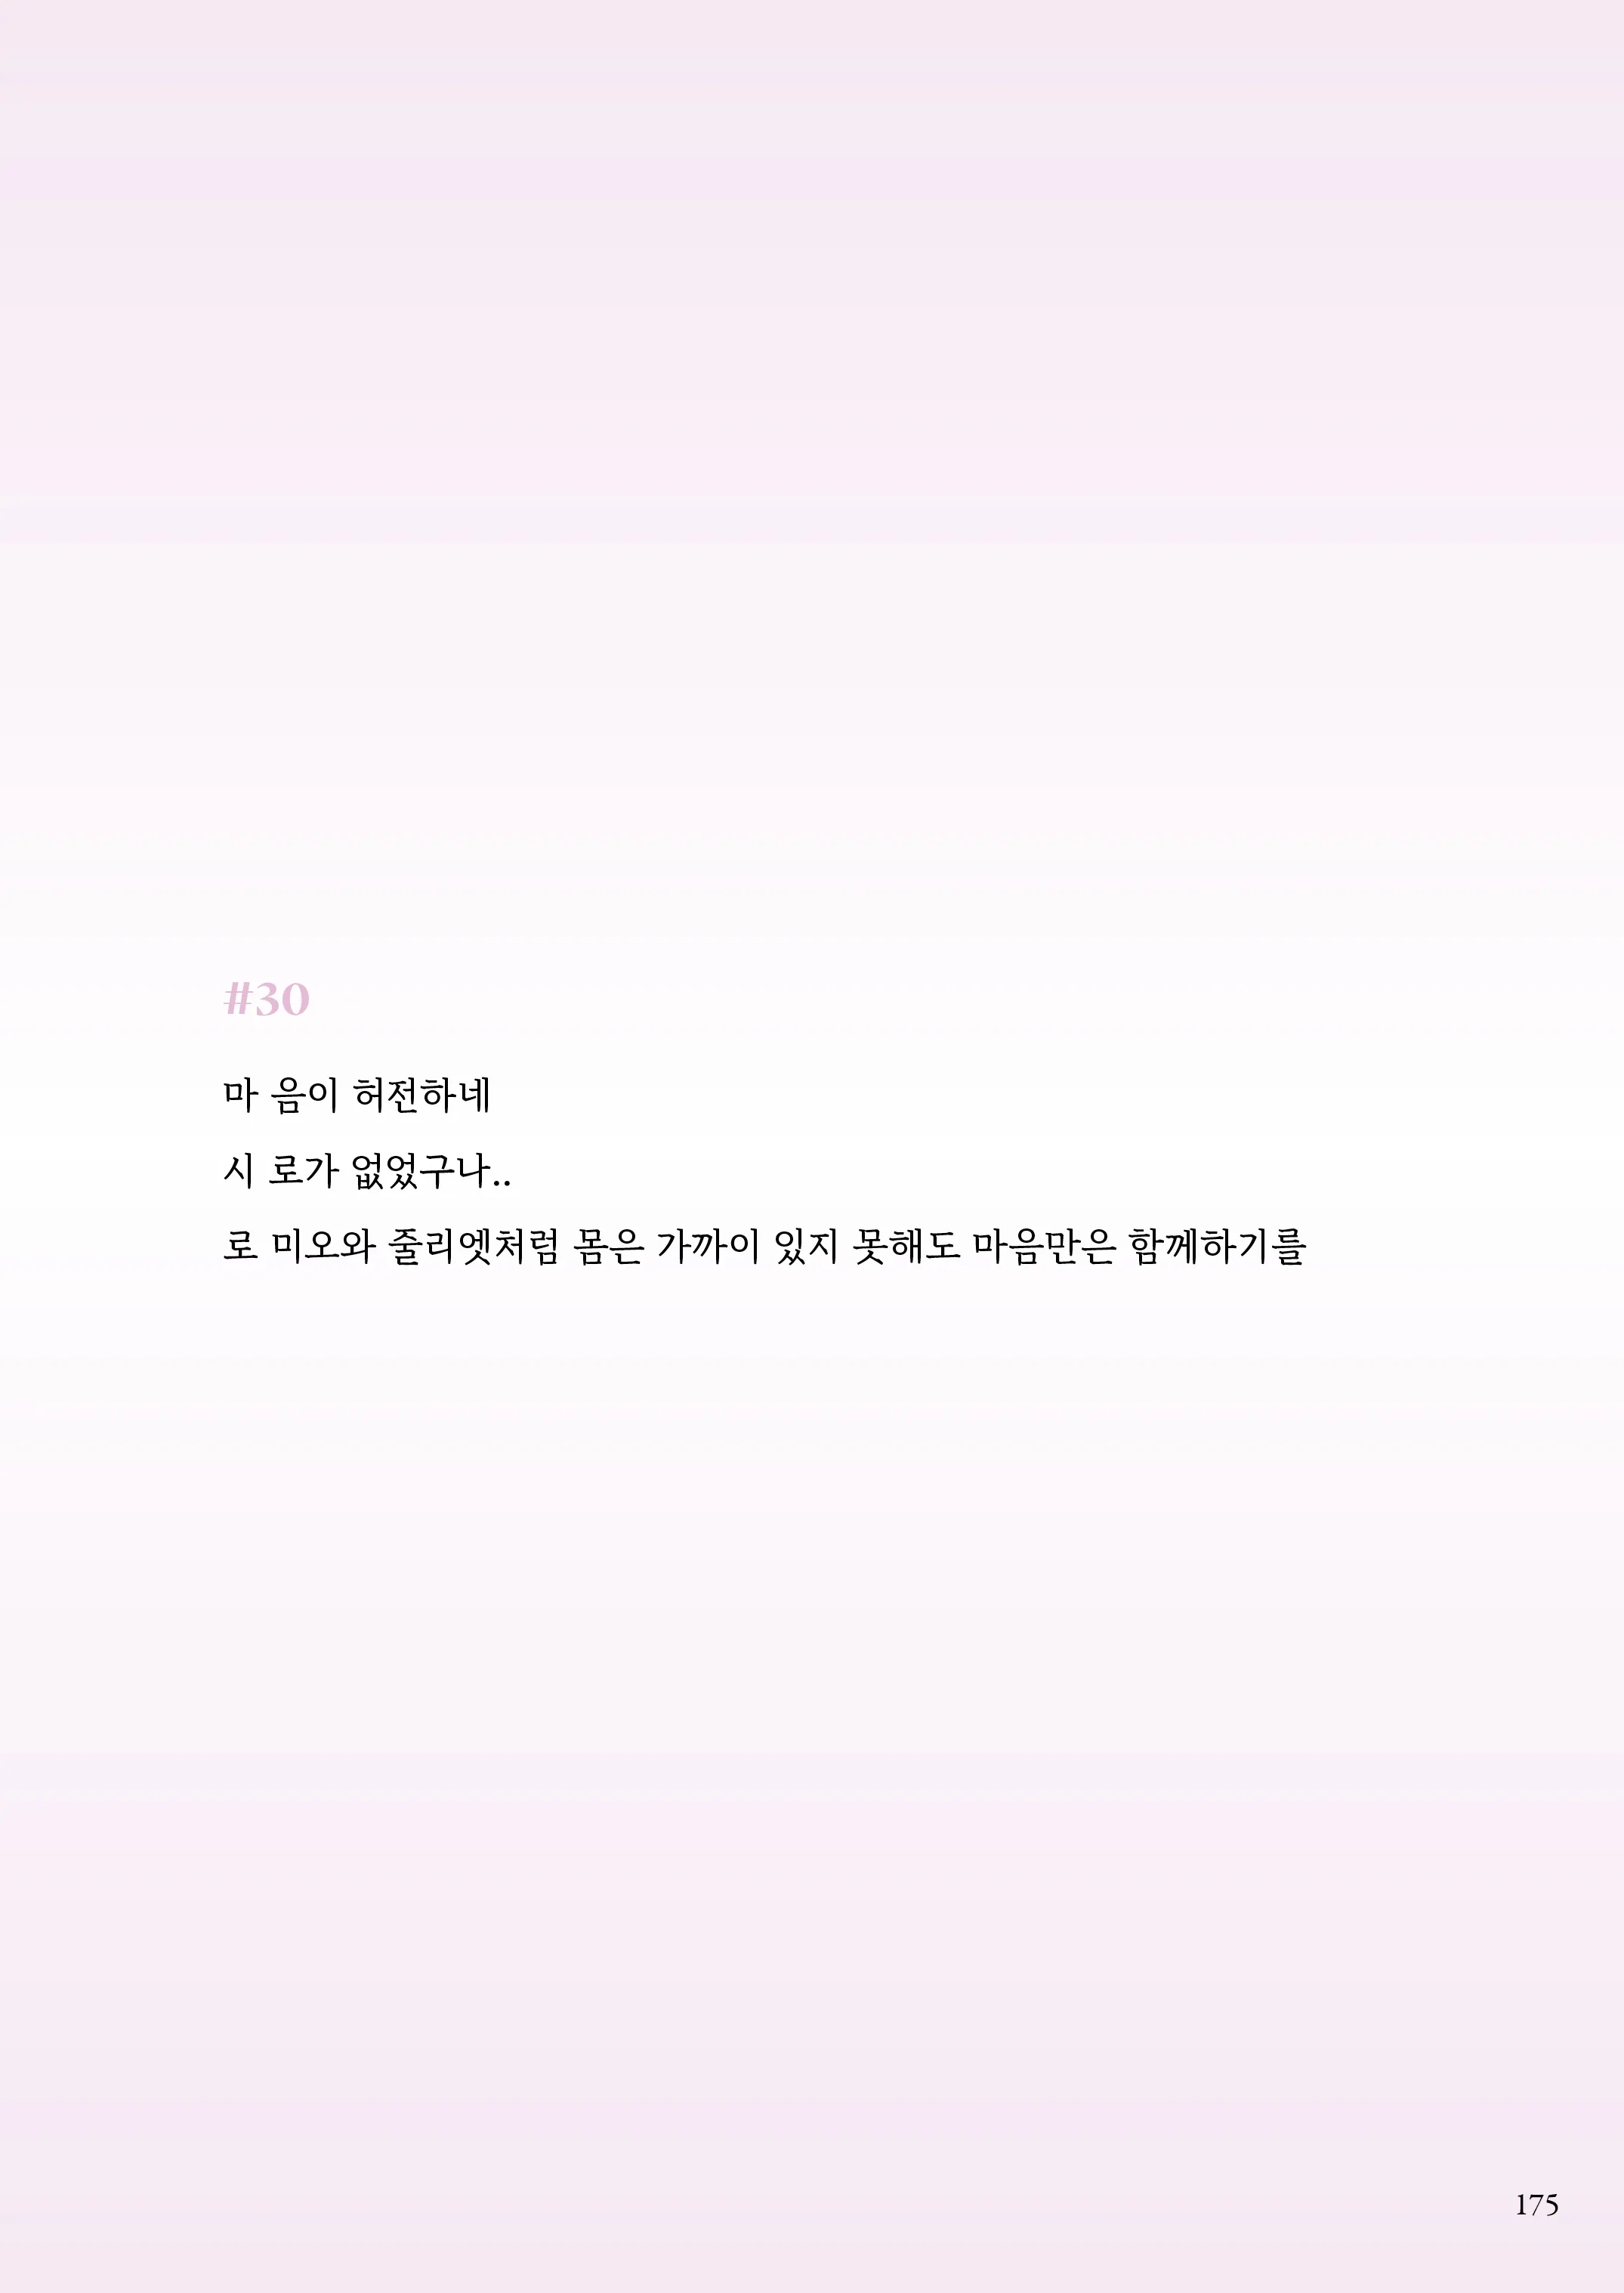 #30
마 음이 허전하네
시 로가 없었구나..
로 미오와 줄리엣처럼 몸은 가까이 있지 못해도 마음만은 함께하기를
175